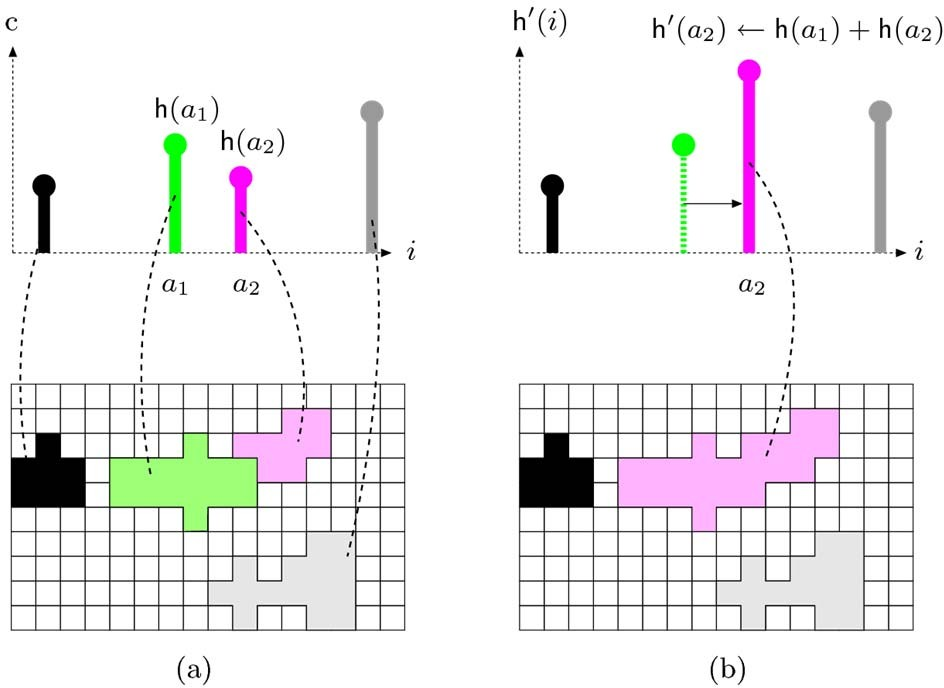 c
h(a₁)
h(a₂)
i
a₁ a₂
(a)
h′(i)
h′(a₂) ← h(a₁) + h(a₂)
i
a₂
(b)